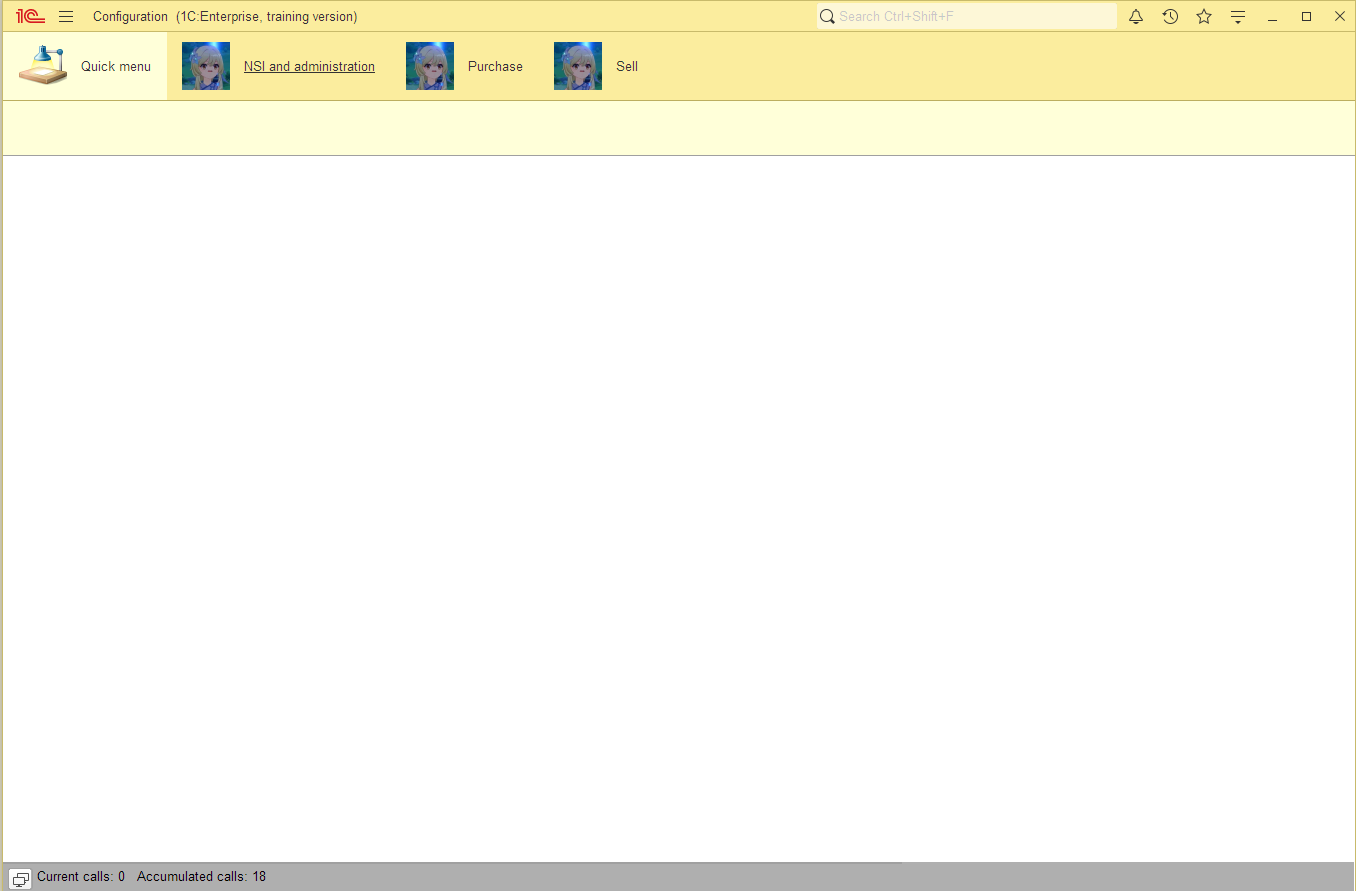 1C Configuration (1C:Enterprise, training version) Search Ctrl+Shift+F
Quick menu NSI and administration Purchase Sell
Current calls: 0 Accumulated calls: 18